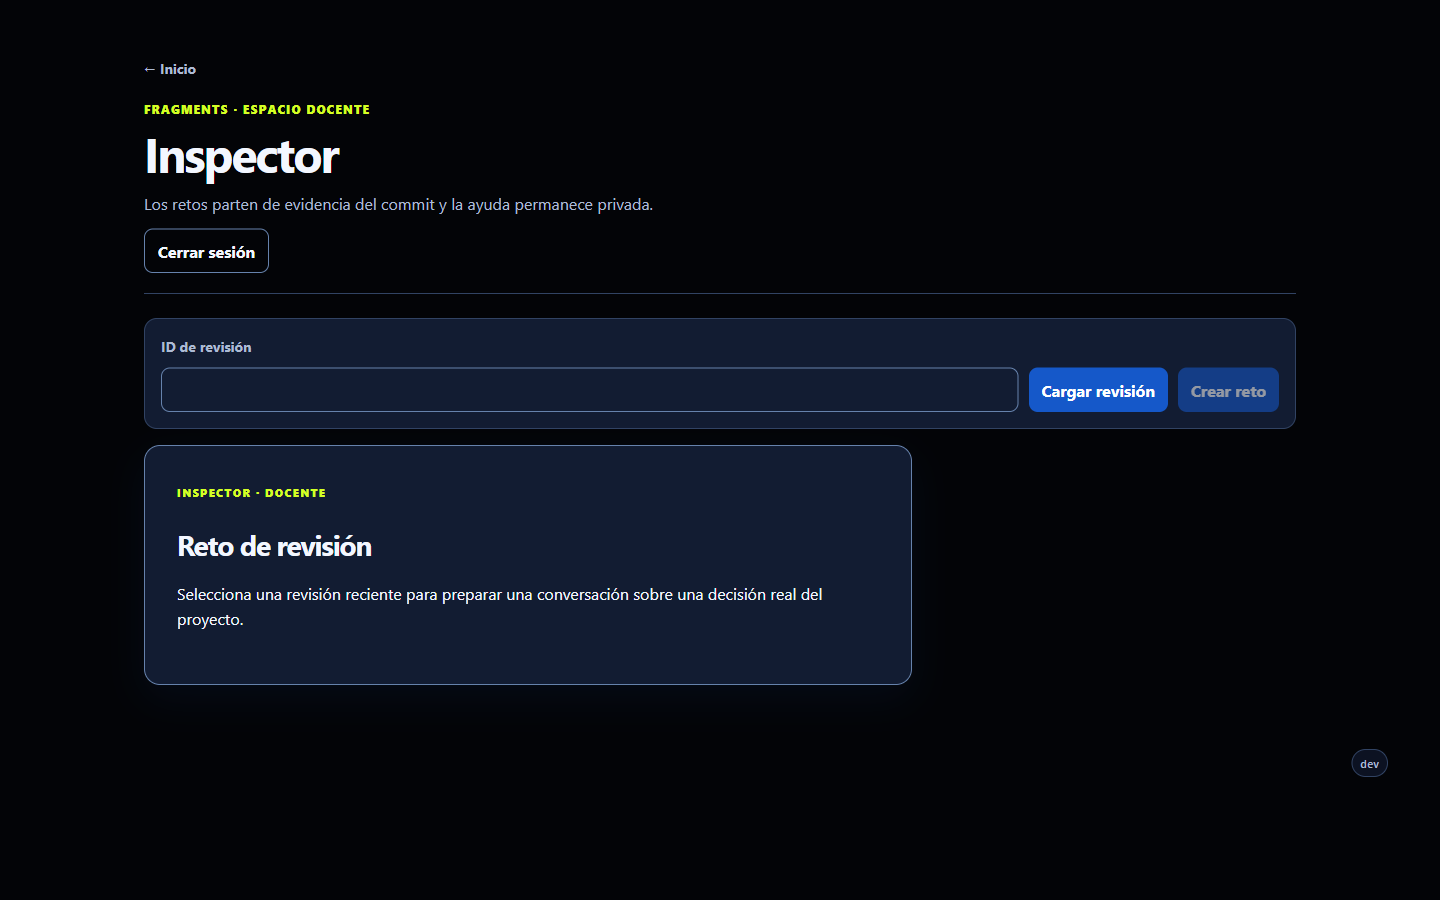 ← Inicio
FRAGMENTS · ESPACIO DOCENTE
Inspector
Los retos parten de evidencia del commit y la ayuda permanece privada.
Cerrar sesión
ID de revisión
Cargar revisión
Crear reto
INSPECTOR · DOCENTE
Reto de revisión
Selecciona una revisión reciente para preparar una conversación sobre una decisión real del
proyecto.
dev